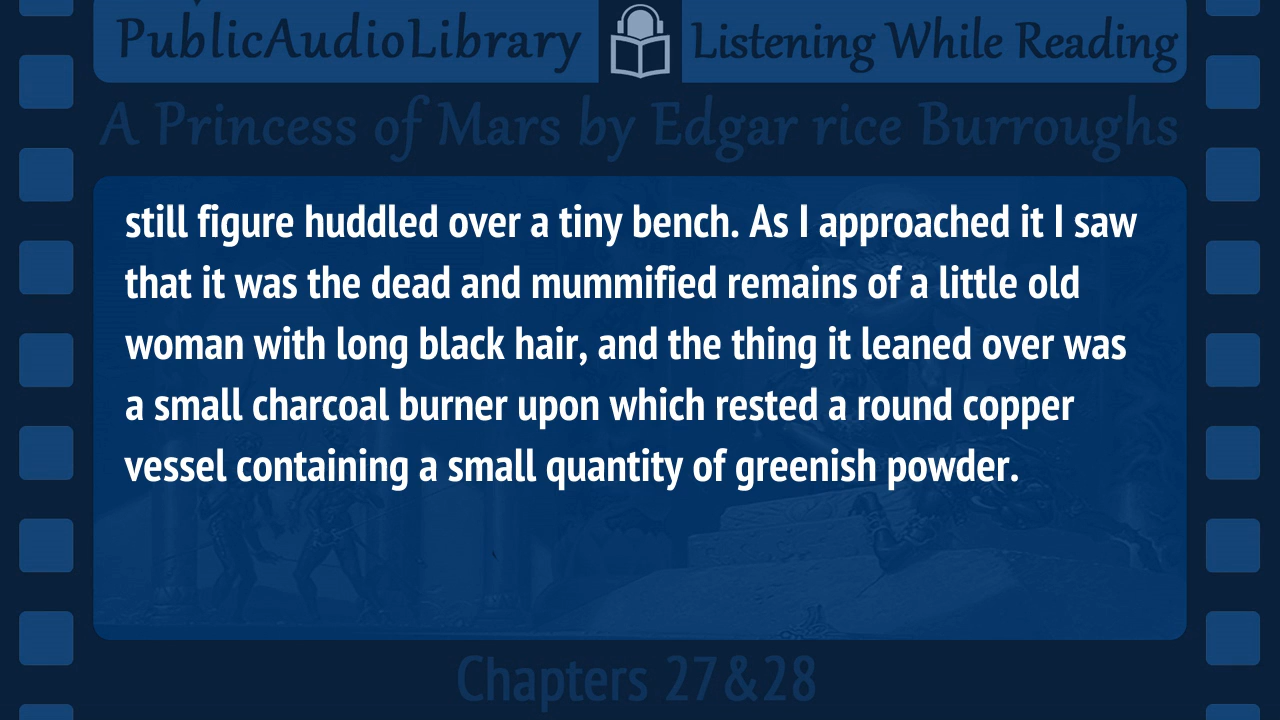 PublicAudioLibrary Listening While Reading
A Princess of Mars by Edgar rice Burroughs
still figure huddled over a tiny bench. As I approached it I saw
that it was the dead and mummified remains of a little old
woman with long black hair, and the thing it leaned over was
a small charcoal burner upon which rested a round copper
vessel containing a small quantity of greenish powder.
Chapters 27&28